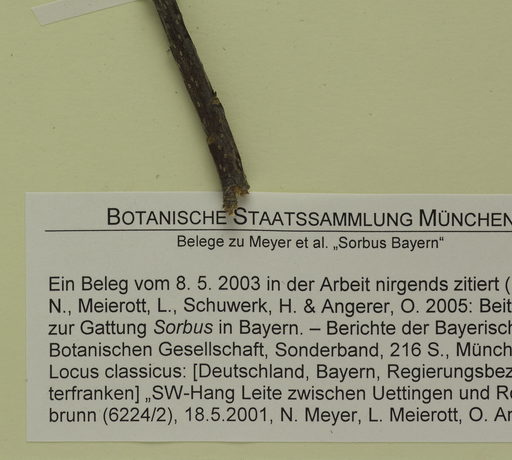 BOTANISCHE STAATSSAMMLUNG MÜNCHEN
Belege zu Meyer et al. „Sorbus Bayern“
Ein Beleg vom 8. 5. 2003 in der Arbeit nirgends zitiert (
N., Meierott, L., Schuwerk, H. & Angerer, O. 2005: Beit
zur Gattung Sorbus in Bayern. – Berichte der Bayerisch
Botanischen Gesellschaft, Sonderband, 216 S., Münch
Locus classicus: [Deutschland, Bayern, Regierungsbez
terfranken] „SW-Hang Leite zwischen Uettingen und Ro
brunn (6224/2), 18.5.2001, N. Meyer, L. Meierott, O. An